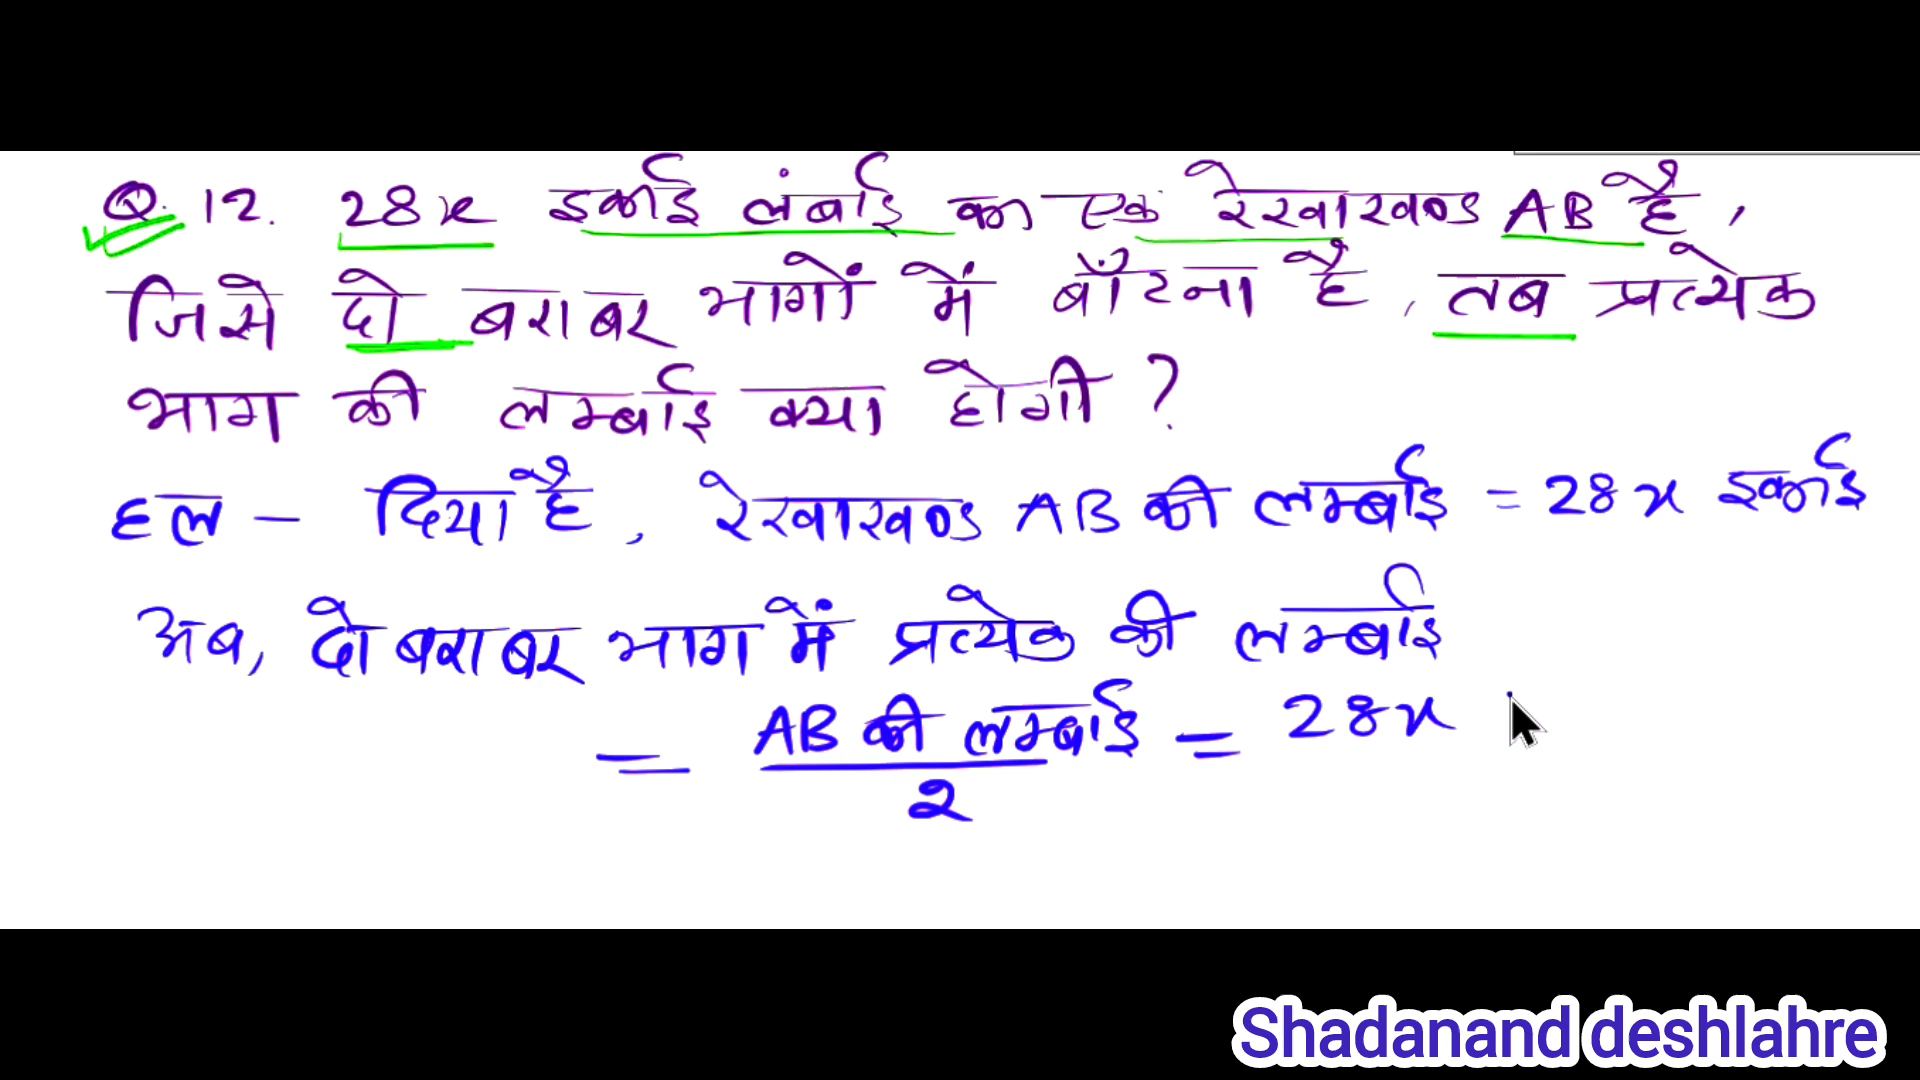 Q. 12. 28x इकाई लंबाई का एक रेखाखण्ड AB है,
जिसे दो बराबर भागों में बाँटना है, तब प्रत्येक
भाग की लम्बाई क्या होगी ?
हल - दिया है, रेखाखण्ड AB की लम्बाई = 28x इकाई
अब, दो बराबर भाग में प्रत्येक की लम्बाई
= AB की लम्बाई / 2 = 28x
Shadanand deshlahre